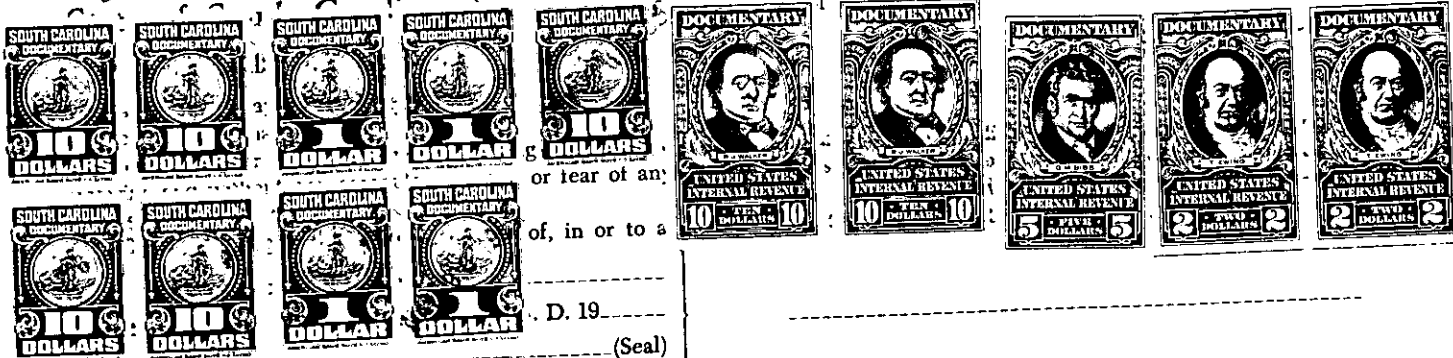 SOUTH CAROLINA
DOCUMENTARY
10
DOLLARS
SOUTH CAROLINA
DOCUMENTARY
10
DOLLARS
SOUTH CAROLINA
DOCUMENTARY
1
DOLLAR
SOUTH CAROLINA
DOCUMENTARY
1
DOLLAR
SOUTH CAROLINA
DOCUMENTARY
10
DOLLARS
DOCUMENTARY
R. J. WALKER
UNITED STATES
INTERNAL REVENUE
10 TEN DOLLARS 10
DOCUMENTARY
R. J. WALKER
UNITED STATES
INTERNAL REVENUE
10 TEN DOLLARS 10
DOCUMENTARY
UNITED STATES
INTERNAL REVENUE
5 FIVE DOLLARS 5
DOCUMENTARY
T. EWING
UNITED STATES
INTERNAL REVENUE
2 TWO DOLLARS 2
DOCUMENTARY
T. EWING
UNITED STATES
INTERNAL REVENUE
2 TWO DOLLARS 2
SOUTH CAROLINA
DOCUMENTARY
10
DOLLARS
SOUTH CAROLINA
DOCUMENTARY
10
DOLLARS
SOUTH CAROLINA
DOCUMENTARY
1
DOLLAR
SOUTH CAROLINA
DOCUMENTARY
1
DOLLAR
or fear of any
of, in or to a
. D. 19
(Seal)